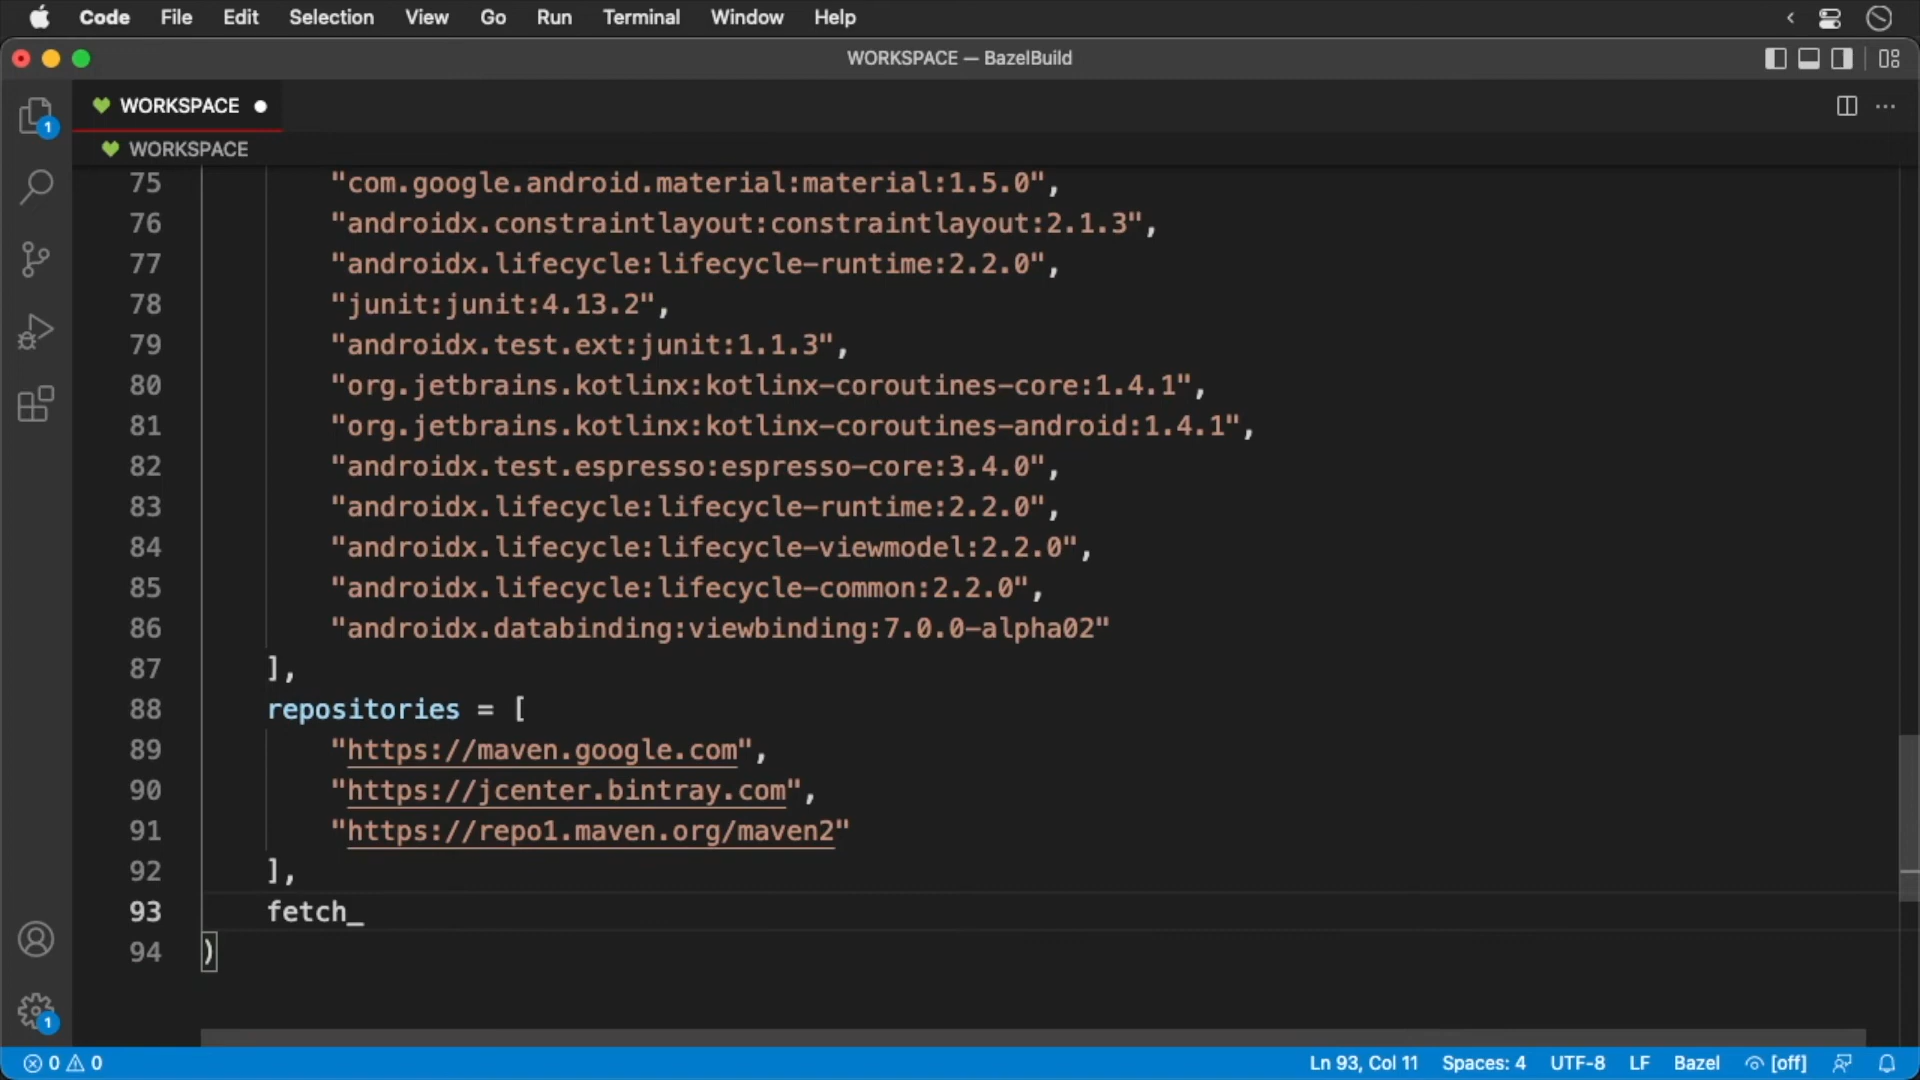 Code File Edit Selection View Go Run Terminal Window Help
WORKSPACE — BazelBuild
1
WORKSPACE
WORKSPACE
75 "com.google.android.material:material:1.5.0",
76 "androidx.constraintlayout:constraintlayout:2.1.3",
77 "androidx.lifecycle:lifecycle-runtime:2.2.0",
78 "junit:junit:4.13.2",
79 "androidx.test.ext:junit:1.1.3",
80 "org.jetbrains.kotlinx:kotlinx-coroutines-core:1.4.1",
81 "org.jetbrains.kotlinx:kotlinx-coroutines-android:1.4.1",
82 "androidx.test.espresso:espresso-core:3.4.0",
83 "androidx.lifecycle:lifecycle-runtime:2.2.0",
84 "androidx.lifecycle:lifecycle-viewmodel:2.2.0",
85 "androidx.lifecycle:lifecycle-common:2.2.0",
86 "androidx.databinding:viewbinding:7.0.0-alpha02"
87 ],
88 repositories = [
89 "https://maven.google.com",
90 "https://jcenter.bintray.com",
91 "https://repo1.maven.org/maven2"
92 ],
93 fetch_
94 )
1
0 0 Ln 93, Col 11 Spaces: 4 UTF-8 LF Bazel [off]